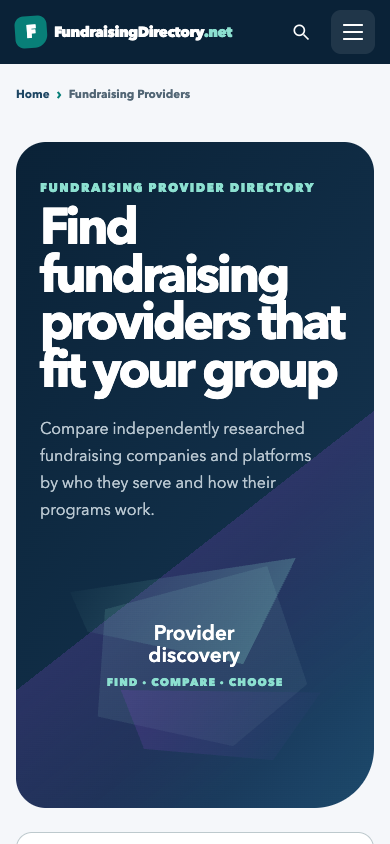 F FundraisingDirectory.net
Home › Fundraising Providers
FUNDRAISING PROVIDER DIRECTORY
Find
fundraising
providers that
fit your group
Compare independently researched
fundraising companies and platforms
by who they serve and how their
programs work.
Provider
discovery
FIND • COMPARE • CHOOSE